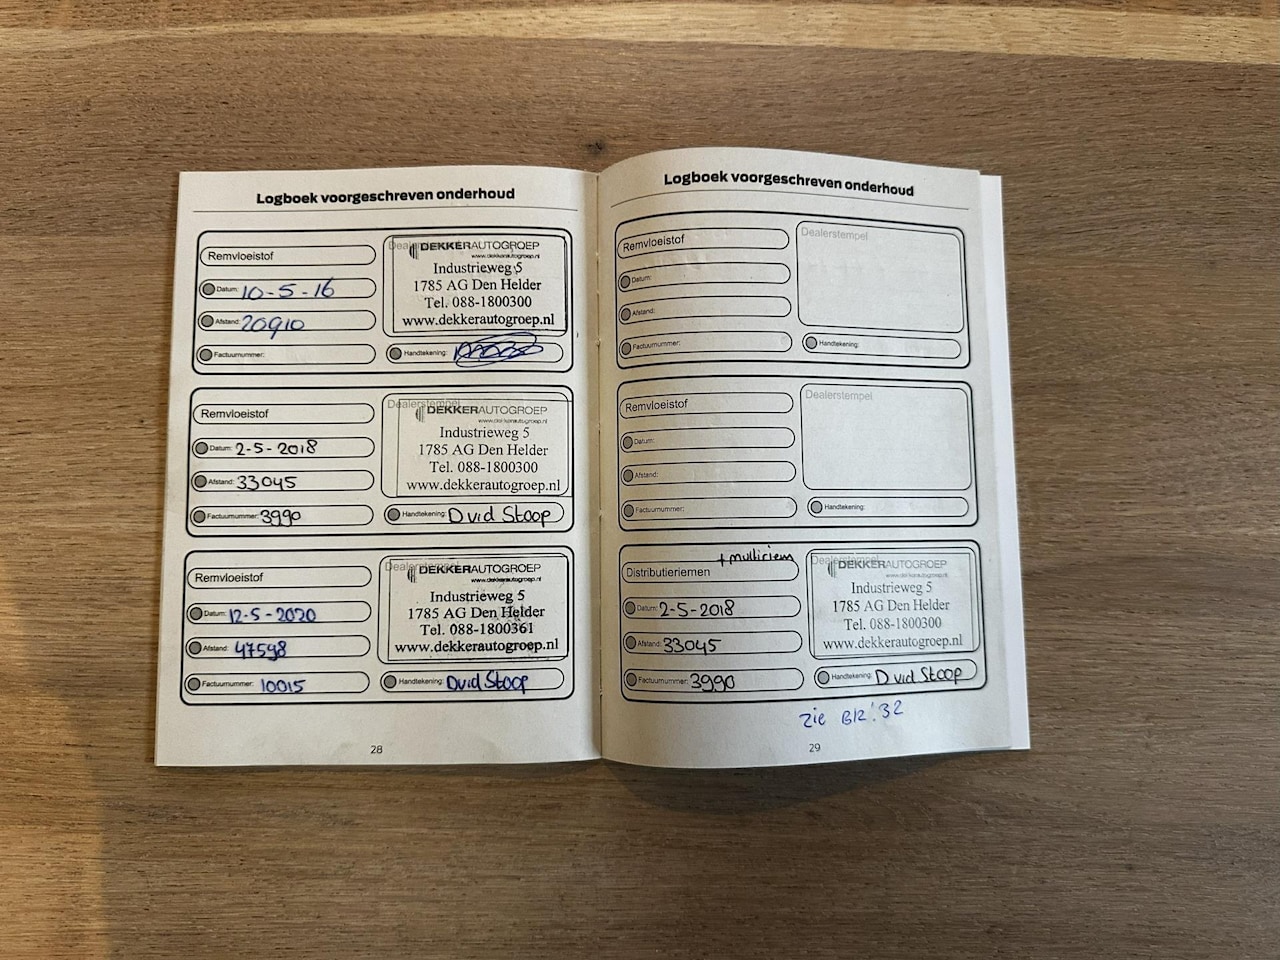 Logboek voorgeschreven onderhoud
Remvloeistof
Datum: 10-5-16
Afstand: 20910
Factuurnummer:
Dealerstempel
DEKKERAUTOGROEP
www.dekkerautogroep.nl
Industrieweg 5
1785 AG Den Helder
Tel. 088-1800300
www.dekkerautogroep.nl
Handtekening:
Remvloeistof
Datum: 2-5-2018
Afstand: 33045
Factuurnummer: 3990
Dealerstempel
DEKKERAUTOGROEP
www.dekkerautogroep.nl
Industrieweg 5
1785 AG Den Helder
Tel. 088-1800300
www.dekkerautogroep.nl
Handtekening: Dvid Stoop
Remvloeistof
Datum: 12-5-2020
Afstand: 47598
Factuurnummer: 10015
Dealerstempel
DEKKERAUTOGROEP
www.dekkerautogroep.nl
Industrieweg 5
1785 AG Den Helder
Tel. 088-1800361
www.dekkerautogroep.nl
Handtekening: Dvid Stoop
28
Logboek voorgeschreven onderhoud
Remvloeistof
Datum:
Afstand:
Factuurnummer:
Dealerstempel
Handtekening:
Remvloeistof
Datum:
Afstand:
Factuurnummer:
Dealerstempel
Handtekening:
+ multiriem
Distributieriemen
Datum: 2-5-2018
Afstand: 33045
Factuurnummer: 3990
Dealerstempel
DEKKERAUTOGROEP
www.dekkerautogroep.nl
Industrieweg 5
1785 AG Den Helder
Tel. 088-1800300
www.dekkerautogroep.nl
Handtekening: Dvid Stoop
Zie Blz. 32
29